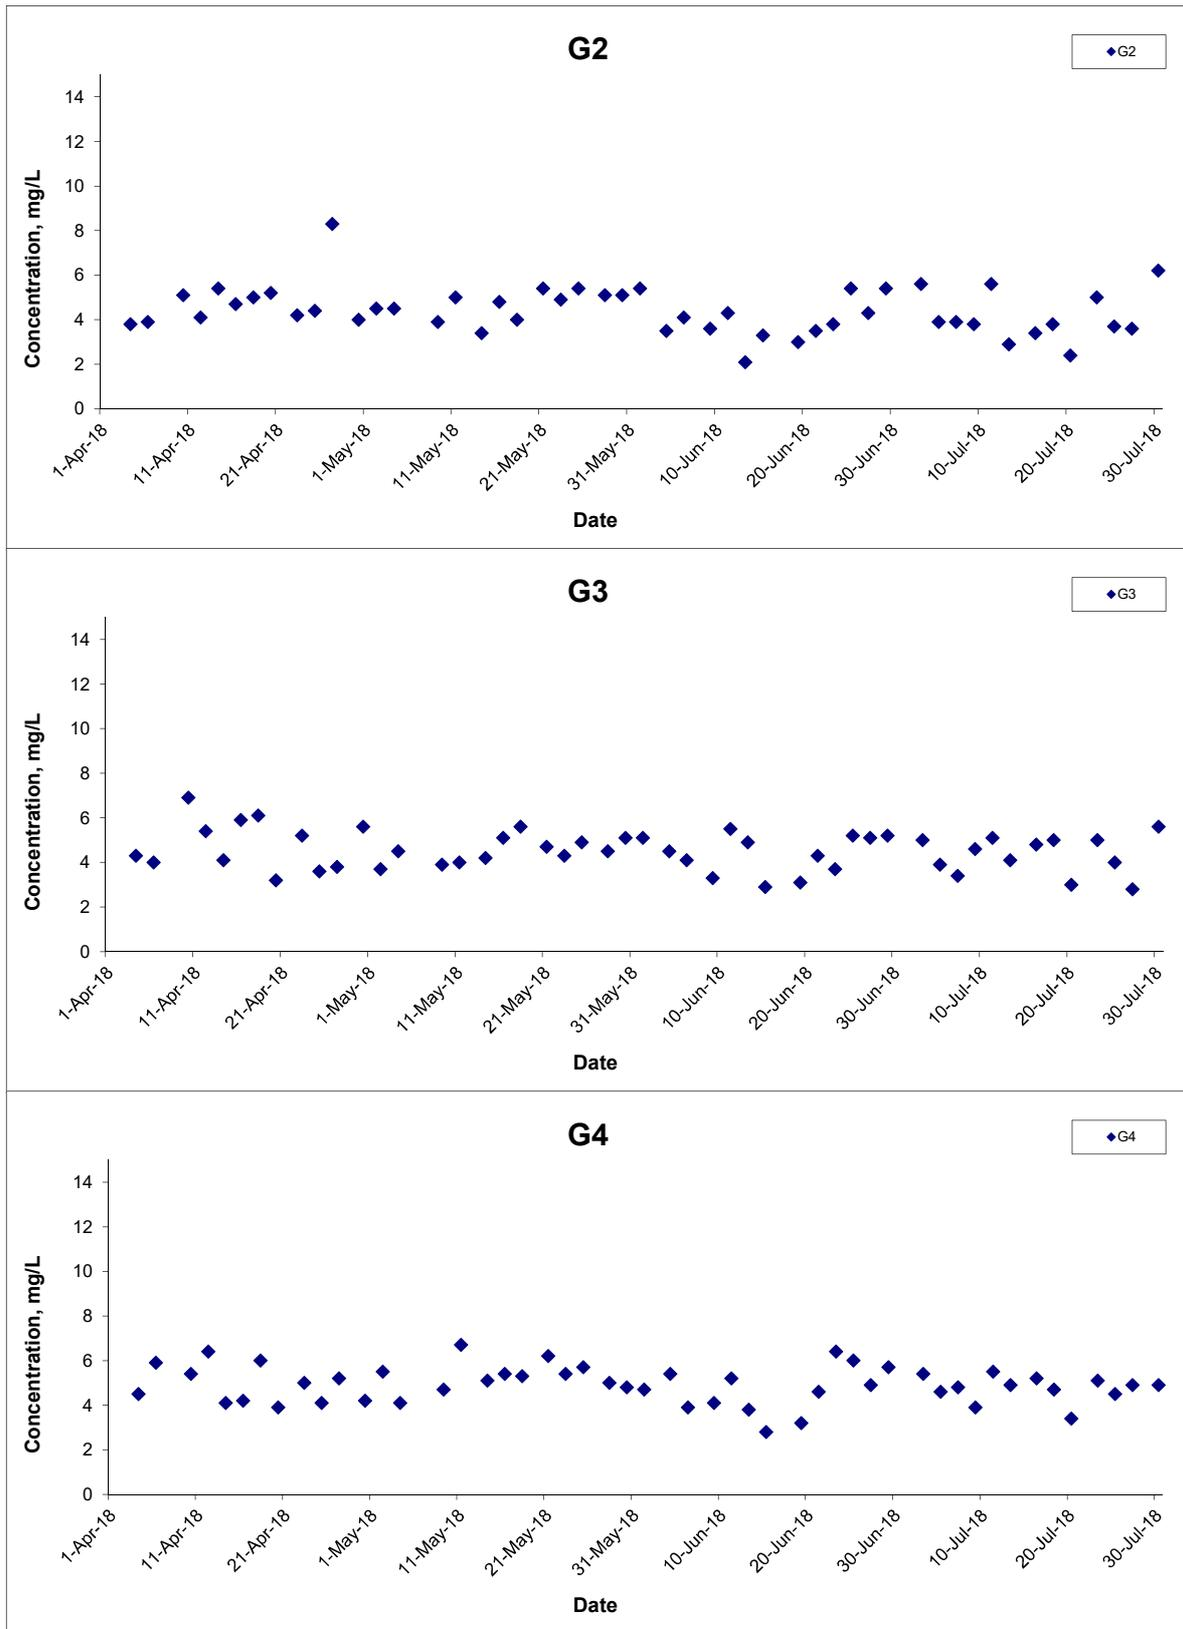 G2
G2
Concentration, mg/L
14
12
10
8
6
4
2
0
1-Apr-18
11-Apr-18
21-Apr-18
1-May-18
11-May-18
21-May-18
31-May-18
10-Jun-18
20-Jun-18
30-Jun-18
10-Jul-18
20-Jul-18
30-Jul-18
Date
G3
G3
Concentration, mg/L
14
12
10
8
6
4
2
0
1-Apr-18
11-Apr-18
21-Apr-18
1-May-18
11-May-18
21-May-18
31-May-18
10-Jun-18
20-Jun-18
30-Jun-18
10-Jul-18
20-Jul-18
30-Jul-18
Date
G4
G4
Concentration, mg/L
14
12
10
8
6
4
2
0
1-Apr-18
11-Apr-18
21-Apr-18
1-May-18
11-May-18
21-May-18
31-May-18
10-Jun-18
20-Jun-18
30-Jun-18
10-Jul-18
20-Jul-18
30-Jul-18
Date